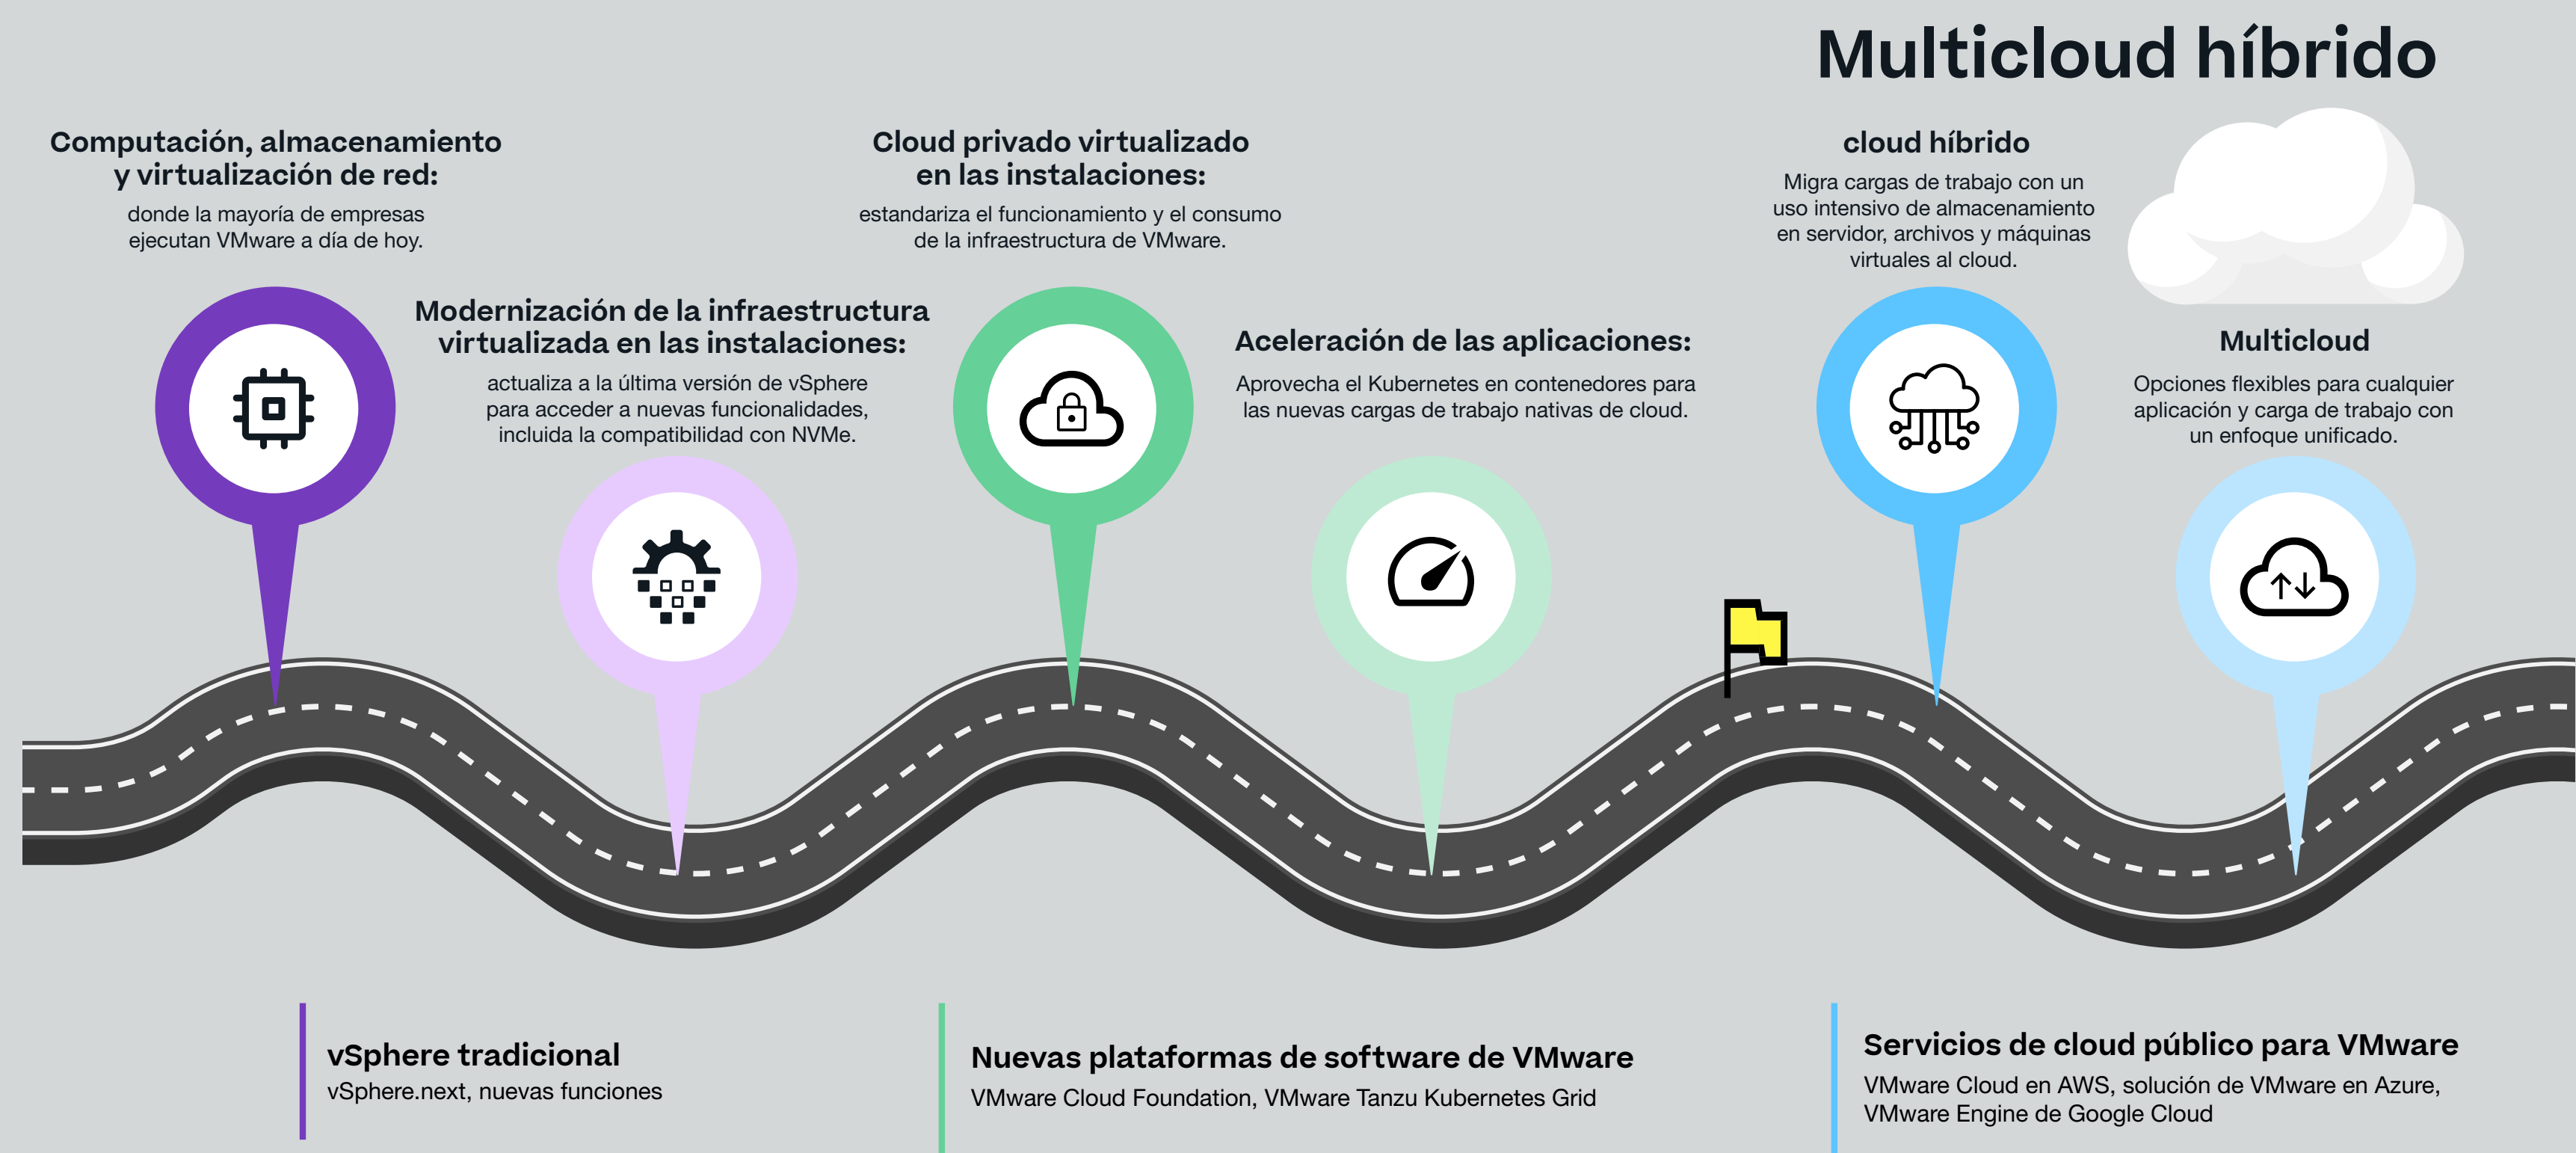 Multicloud híbrido
Computación, almacenamiento
y virtualización de red:
donde la mayoría de empresas
ejecutan VMware a día de hoy.
Modernización de la infraestructura
virtualizada en las instalaciones:
actualiza a la última versión de vSphere
para acceder a nuevas funcionalidades,
incluida la compatibilidad con NVMe.
Cloud privado virtualizado
en las instalaciones:
estandariza el funcionamiento y el consumo
de la infraestructura de VMware.
Aceleración de las aplicaciones:
Aprovecha el Kubernetes en contenedores para
las nuevas cargas de trabajo nativas de cloud.
cloud híbrido
Migra cargas de trabajo con un
uso intensivo de almacenamiento
en servidor, archivos y máquinas
virtuales al cloud.
Multicloud
Opciones flexibles para cualquier
aplicación y carga de trabajo con
un enfoque unificado.
vSphere tradicional
vSphere.next, nuevas funciones
Nuevas plataformas de software de VMware
VMware Cloud Foundation, VMware Tanzu Kubernetes Grid
Servicios de cloud público para VMware
VMware Cloud en AWS, solución de VMware en Azure,
VMware Engine de Google Cloud